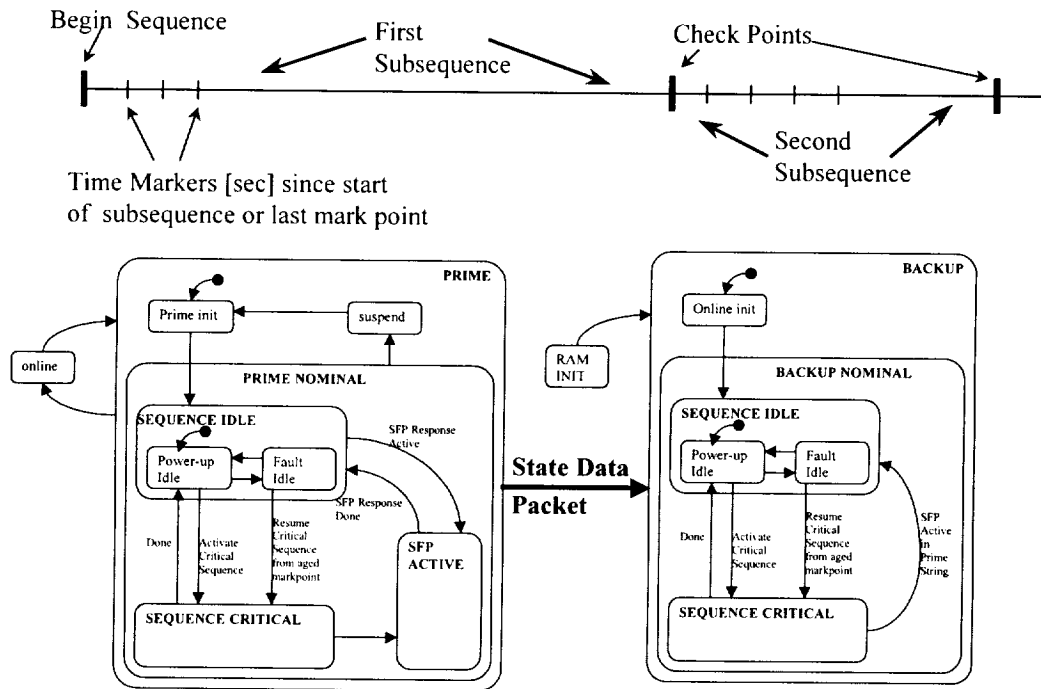 Begin Sequence
First
Subsequence
Check Points
Second
Subsequence
Time Markers [sec] since start
of subsequence or last mark point
PRIME
Prime init
suspend
online
PRIME NOMINAL
SEQUENCE IDLE
Power-up
Idle
Fault
Idle
SFP Response
Active
SFP Response
Done
Done
Activate
Critical
Sequence
Resume
Critical
Sequence
from aged
markpoint
SFP
ACTIVE
SEQUENCE CRITICAL
State Data
Packet
BACKUP
Online init
RAM
INIT
BACKUP NOMINAL
SEQUENCE IDLE
Power-up
Idle
Fault
Idle
Done
Activate
Critical
Sequence
Resume
Critical
Sequence
from aged
markpoint
SFP
Active
in
Prime
String
SEQUENCE CRITICAL